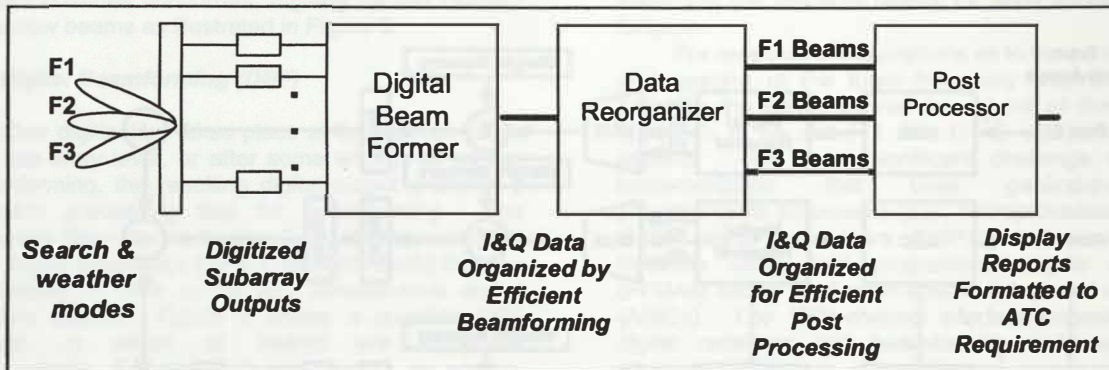 F1
F2
F3
Digital
Beam
Former
Data
Reorganizer
F1 Beams
F2 Beams
F3 Beams
Post
Processor
Search &
weather
modes
Digitized
Subarray
Outputs
I&Q Data
Organized by
Efficient
Beamforming
I&Q Data
Organized
for Efficient
Post
Processing
Display
Reports
Formatted to
ATC
Requirement